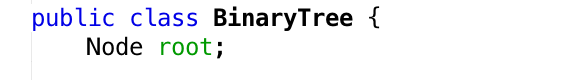 public class BinaryTree {
    Node root;